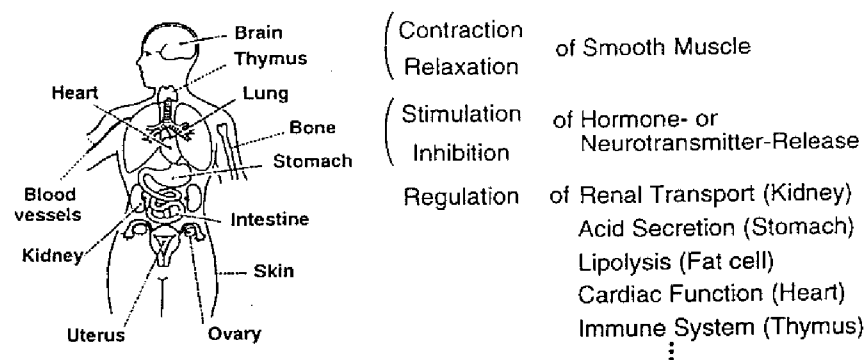 Brain
Thymus
Heart
Lung
Bone
Stomach
Blood
vessels
Intestine
Kidney
Skin
Uterus
Ovary
Contraction
Relaxation
of Smooth Muscle
Stimulation
Inhibition
of Hormone- or
Neurotransmitter-Release
Regulation of Renal Transport (Kidney)
Acid Secretion (Stomach)
Lipolysis (Fat cell)
Cardiac Function (Heart)
Immune System (Thymus)